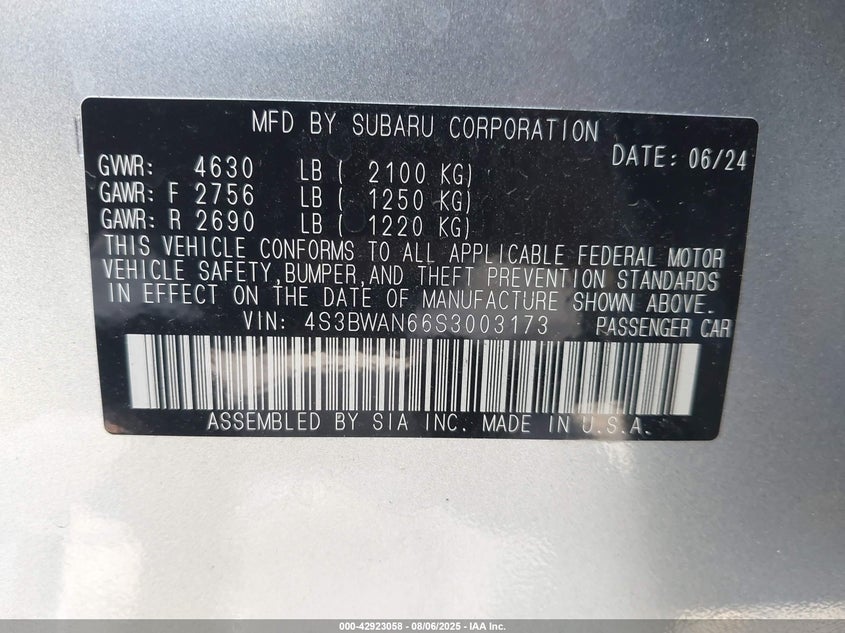 MFD BY SUBARU CORPORATION
DATE: 06/24
GVWR: 4630 LB ( 2100 KG)
GAWR: F 2756 LB ( 1250 KG)
GAWR: R 2690 LB ( 1220 KG)
THIS VEHICLE CONFORMS TO ALL APPLICABLE FEDERAL MOTOR
VEHICLE SAFETY,BUMPER,AND THEFT PREVENTION STANDARDS
IN EFFECT ON THE DATE OF MANUFACTURE SHOWN ABOVE.
VIN: 4S3BWAN66S3003173 PASSENGER CAR
ASSEMBLED BY SIA INC. MADE IN U.S.A.
000-42923058 - 08/06/2025 - IAA Inc.